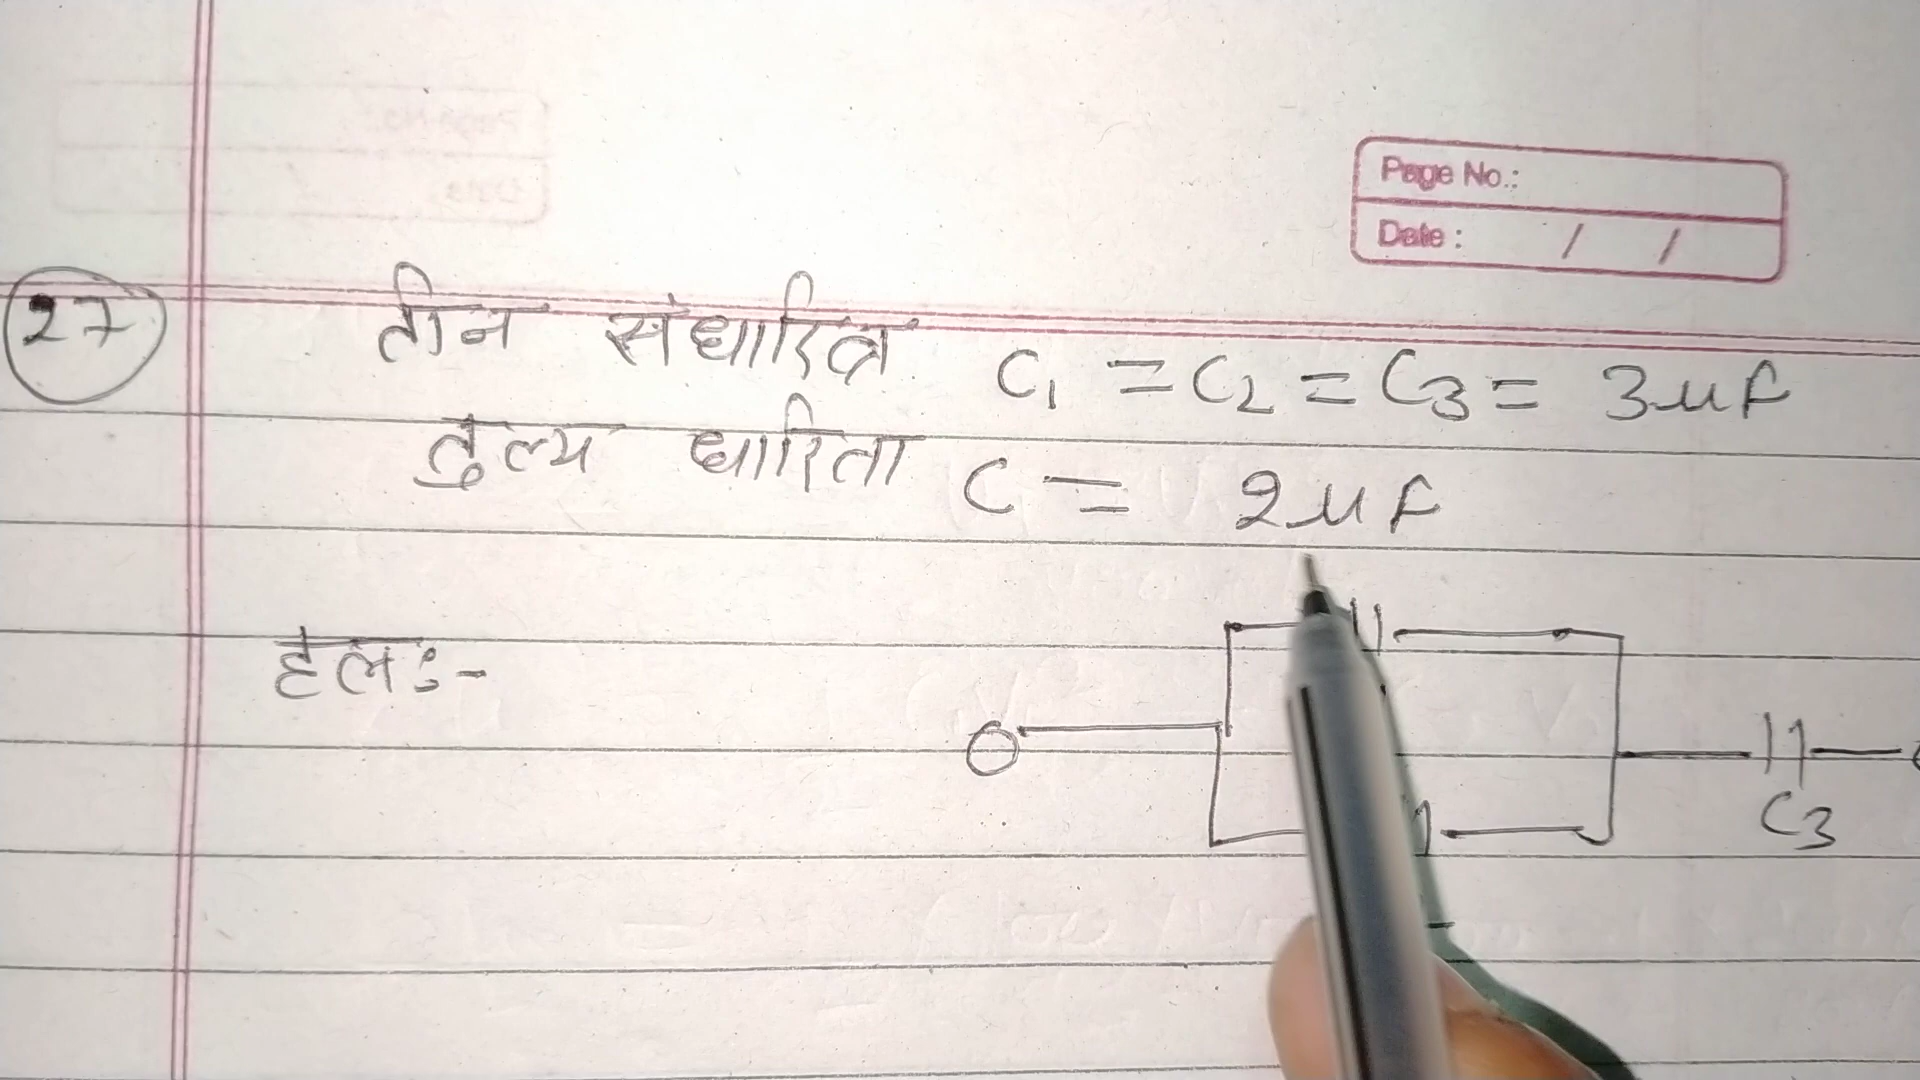 Page No.:
Date : / /
27 तीन संधारित्र C1 = C2 = C3 = 3μF
तुल्य धारिता C = 2μF
हल:-
C3